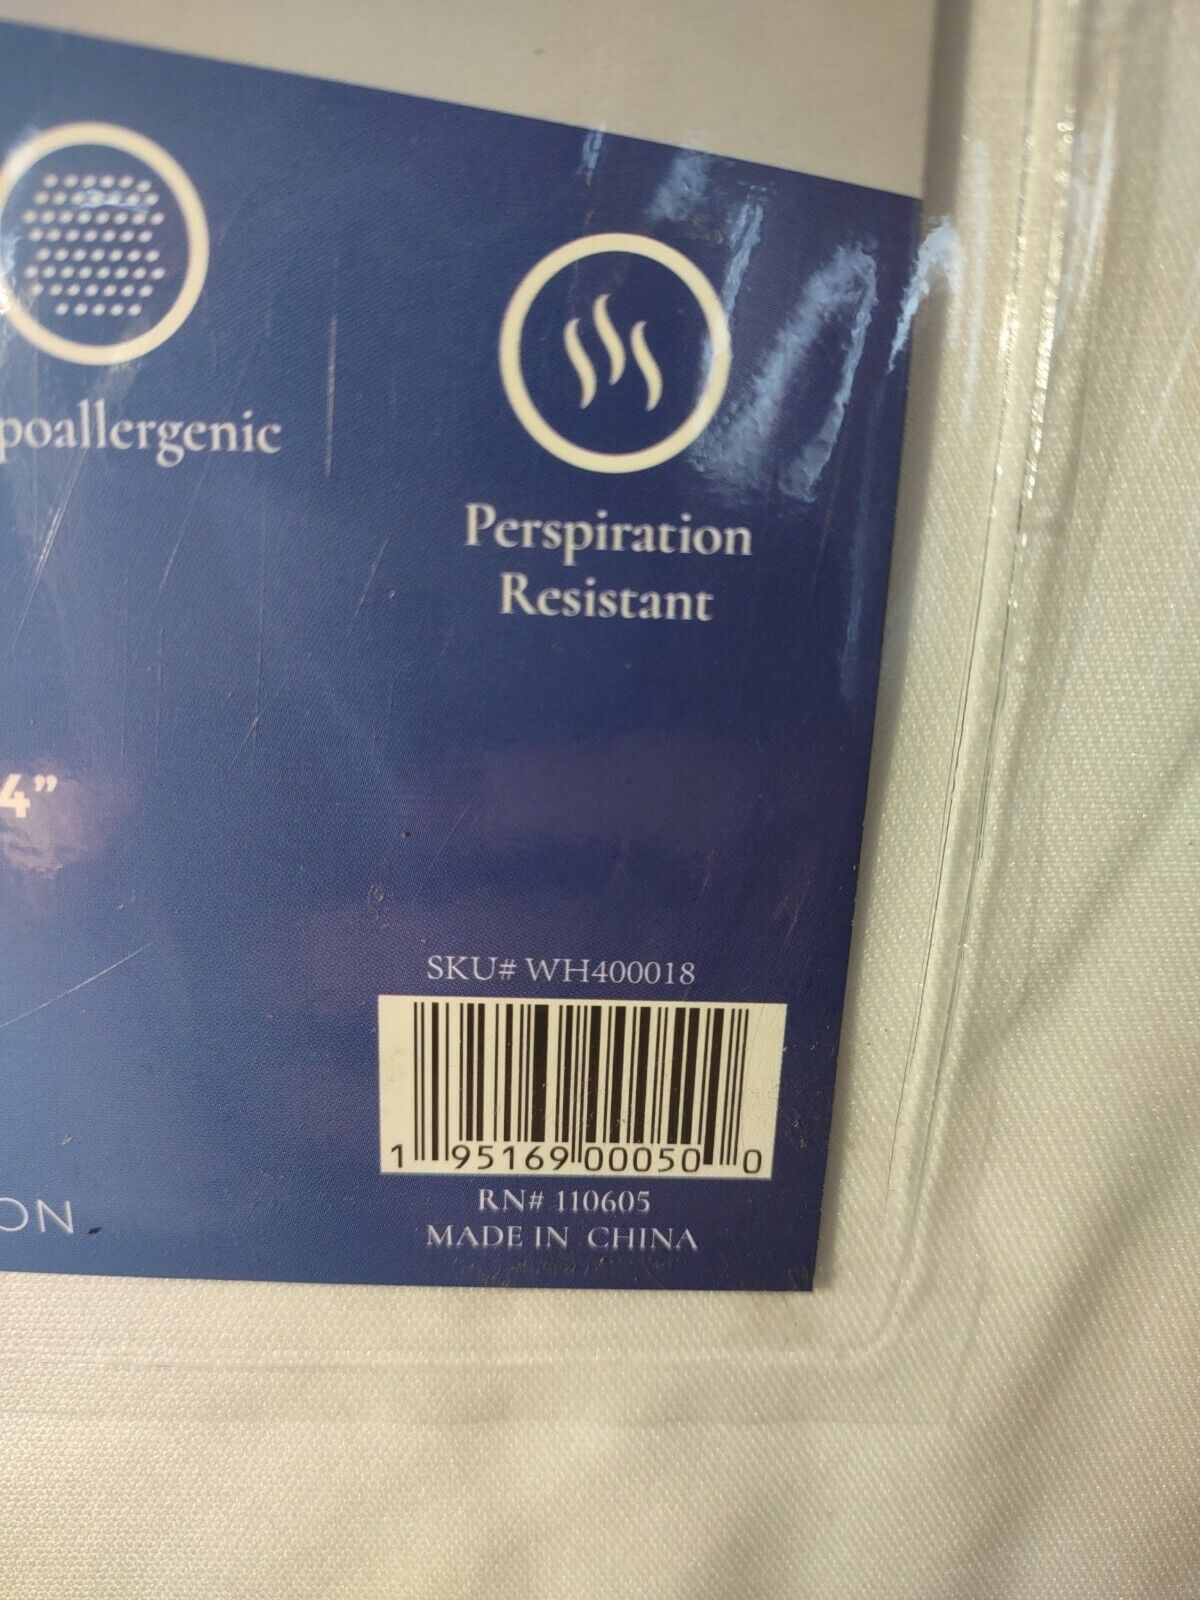 poallergenic
Perspiration
Resistant
4”
SKU# WH400018
1 95169 00050 0
RN# 110605
MADE IN CHINA
ON